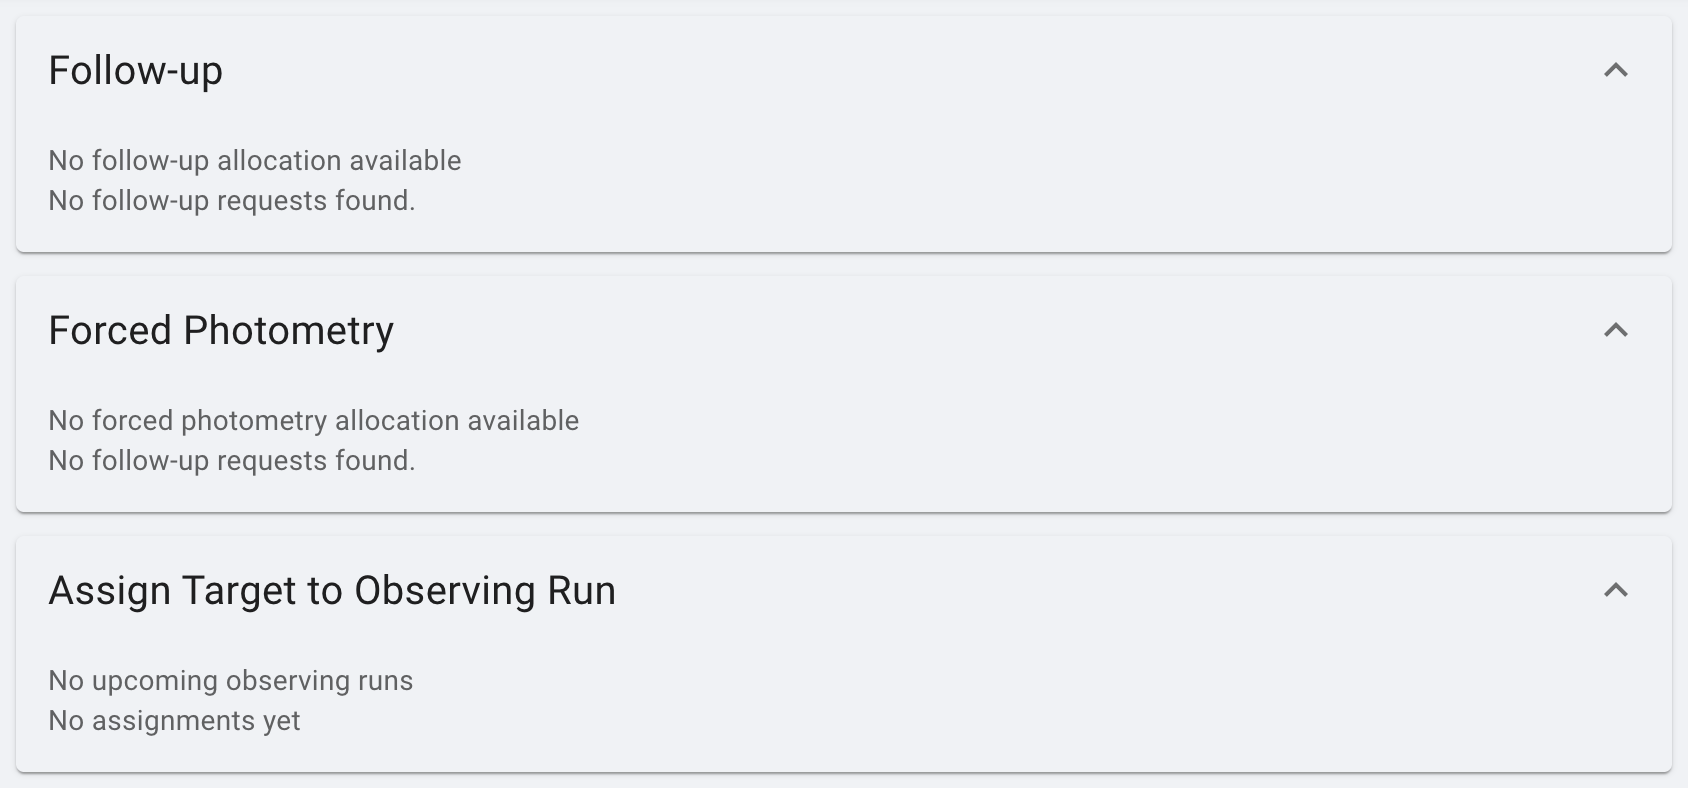 Follow-up
No follow-up allocation available
No follow-up requests found.
Forced Photometry
No forced photometry allocation available
No follow-up requests found.
Assign Target to Observing Run
No upcoming observing runs
No assignments yet